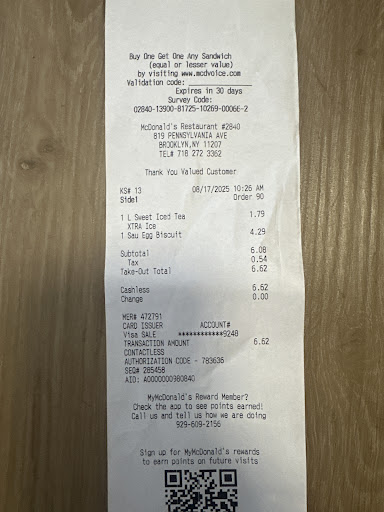 Buy One Get One Any Sandwich
(equal or lesser value)
by visiting www.mcdvoice.com
Validation code: ____________
Expires in 30 days
Survey Code:
02840-13900-81725-10269-00066-2
McDonald's Restaurant #2840
819 PENNSYLVANIA AVE
BROOKLYN,NY 11207
TEL# 718 272 3362
Thank You Valued Customer
KS# 13 08/17/2025 10:26 AM
Side1 Order 90
1 L Sweet Iced Tea 1.79
XTRA Ice
1 Sau Egg Biscuit 4.29
Subtotal 6.08
Tax 0.54
Take-Out Total 6.62
Cashless 6.62
Change 0.00
MER# 472791
CARD ISSUER ACCOUNT#
Visa SALE ************9248
TRANSACTION AMOUNT 6.62
CONTACTLESS
AUTHORIZATION CODE - 783636
SEQ# 285458
AID: A0000000980840
MyMcDonald's Reward Member?
Check the app to see points earned!
Call us and tell us how we are doing
929-609-2156
Sign up for MyMcDonald's rewards
to earn points on future visits